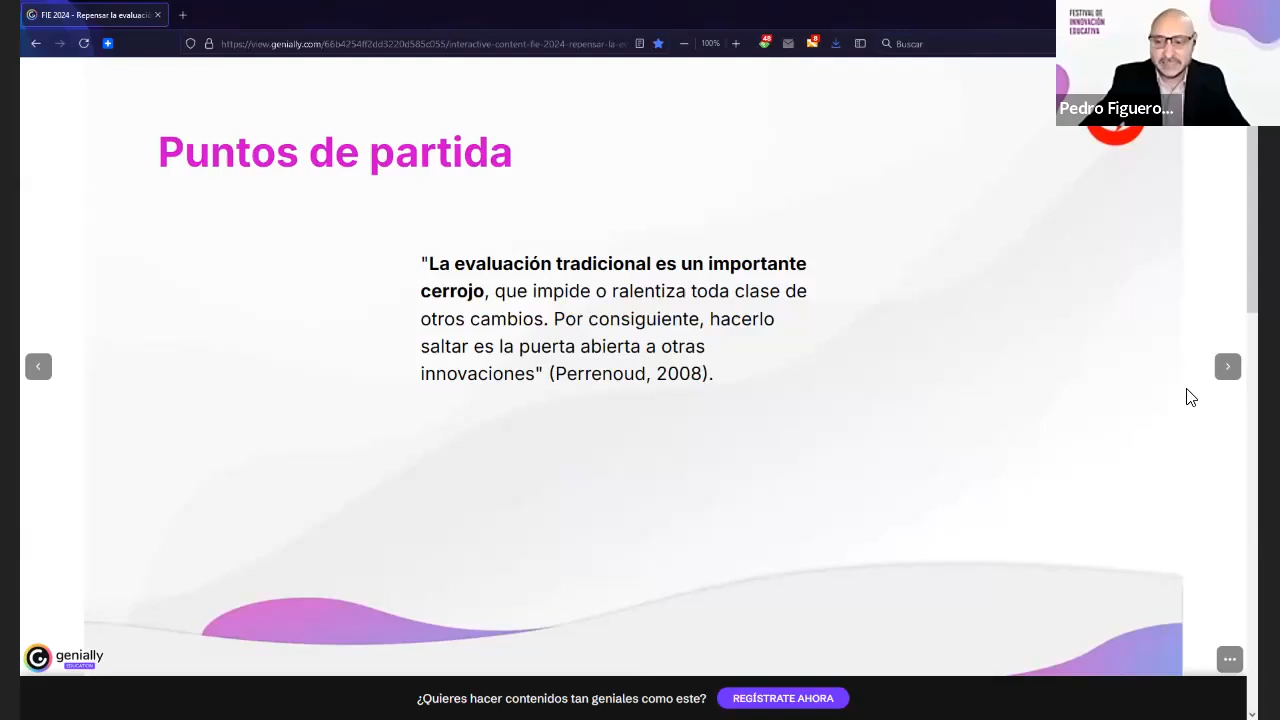 FIE 2024 - Repensar la evaluació
https://view.genially.com/66b4254ff2dd3220d585c055/interactive-content-fie-2024-repensar-la-ev
100%
48
8
Buscar
FESTIVAL DE
INNOVACIÓN
EDUCATIVA
Pedro Figuero...
Puntos de partida
"La evaluación tradicional es un importante
cerrojo, que impide o ralentiza toda clase de
otros cambios. Por consiguiente, hacerlo
saltar es la puerta abierta a otras
innovaciones" (Perrenoud, 2008).
genially
EDUCATION
¿Quieres hacer contenidos tan geniales como este?
REGÍSTRATE AHORA